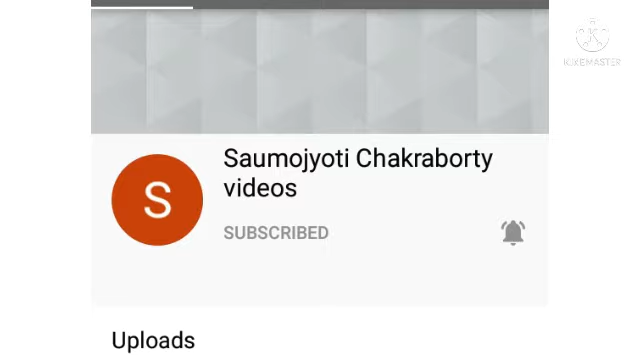 KINEMASTER
Saumojyoti Chakraborty
videos
S
SUBSCRIBED
Uploads